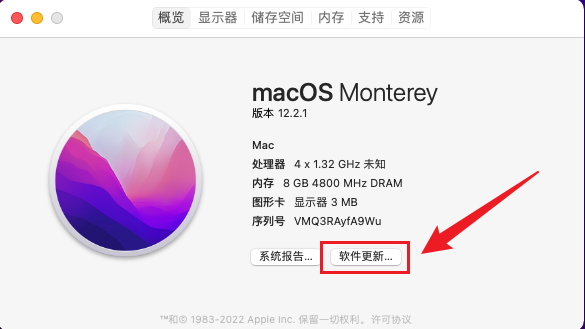 概览 显示器 储存空间 内存 支持 资源
macOS Monterey
版本 12.2.1
Mac
处理器 4 x 1.32 GHz 未知
内存 8 GB 4800 MHz DRAM
图形卡 显示器 3 MB
序列号 VMQ3RAyfA9Wu
系统报告... 软件更新...
™和© 1983-2022 Apple Inc. 保留一切权利。许可协议